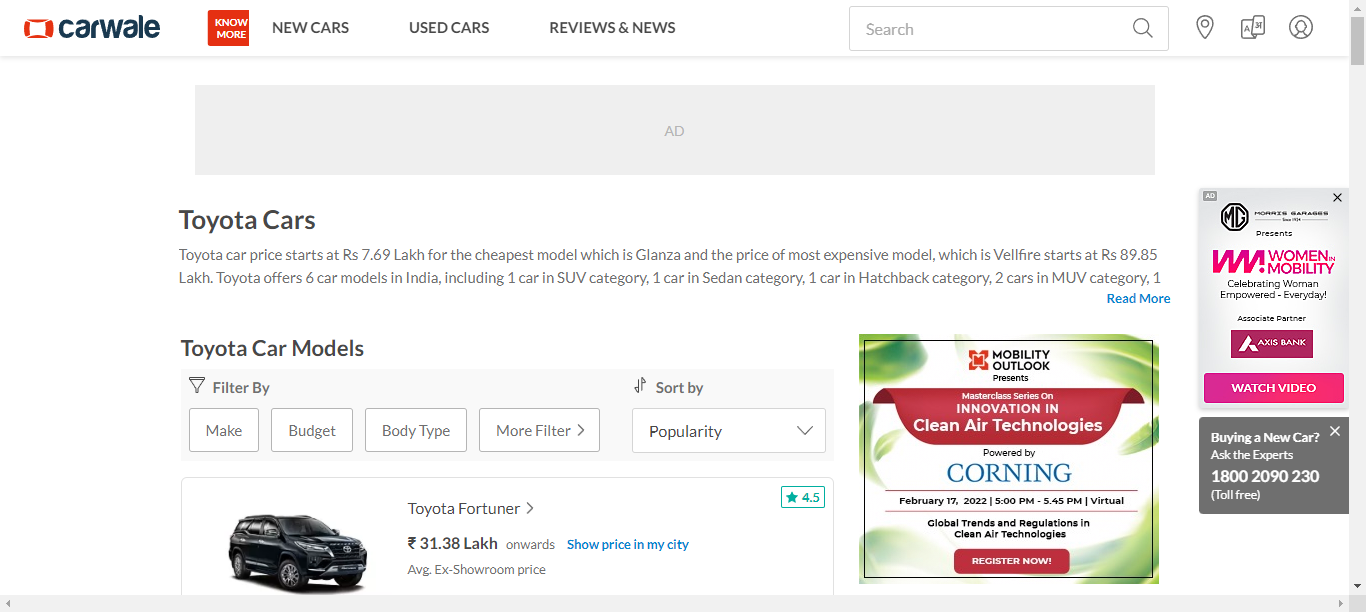 carwale
KNOW
MORE
NEW CARS
USED CARS
REVIEWS & NEWS
Search
AD
Toyota Cars
Toyota car price starts at Rs 7.69 Lakh for the cheapest model which is Glanza and the price of most expensive model, which is Vellfire starts at Rs 89.85
Lakh. Toyota offers 6 car models in India, including 1 car in SUV category, 1 car in Sedan category, 1 car in Hatchback category, 2 cars in MUV category, 1
Read More
Toyota Car Models
Filter By
Sort by
Make
Budget
Body Type
More Filter
Popularity
4.5
Toyota Fortuner
₹ 31.38 Lakh onwards Show price in my city
Avg. Ex-Showroom price
MOBILITY
OUTLOOK
Presents
Masterclass Series On
INNOVATION IN
Clean Air Technologies
Powered by
CORNING
February 17, 2022 | 5:00 PM - 5.45 PM | Virtual
Global Trends and Regulations in
Clean Air Technologies
REGISTER NOW!
AD
MG
MORRIS GARAGES
Since 1924
Presents
WM! WOMEN IN
MOBILITY
Celebrating Woman
Empowered - Everyday!
Associate Partner
AXIS BANK
WATCH VIDEO
Buying a New Car?
Ask the Experts
1800 2090 230
(Toll free)